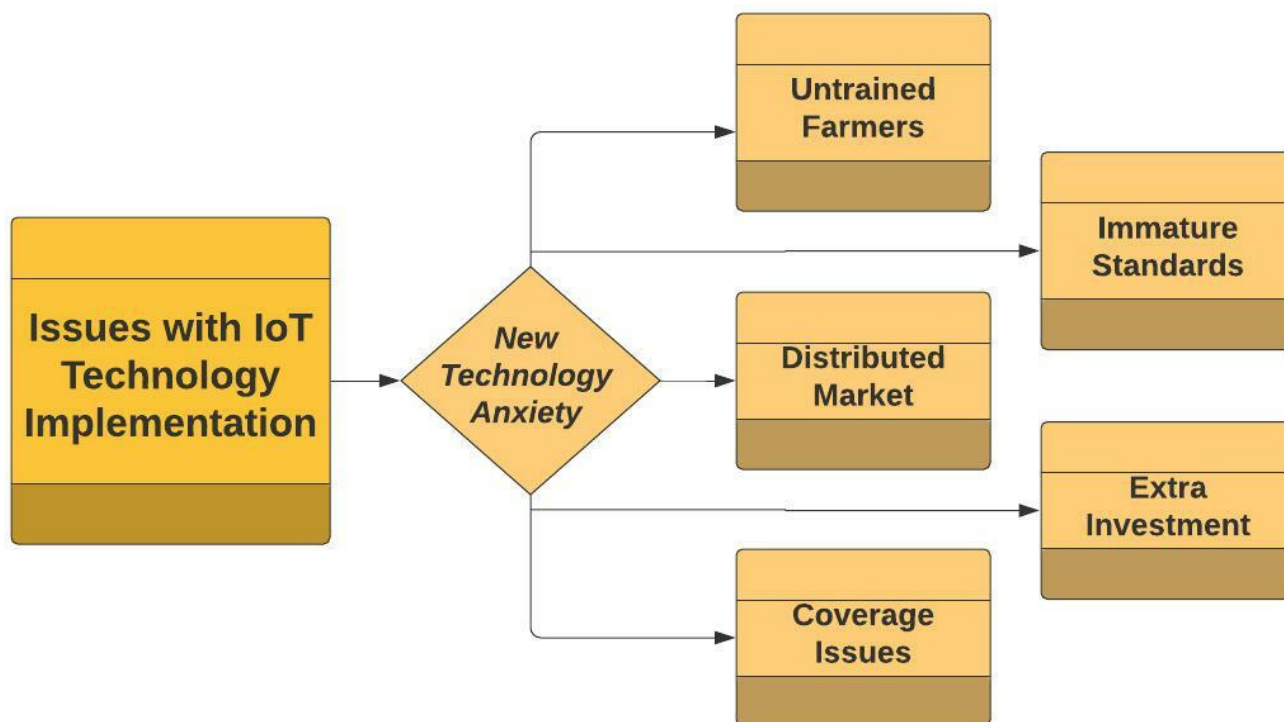 Issues with IoT
Technology
Implementation
New
Technology
Anxiety
Untrained
Farmers
Immature
Standards
Distributed
Market
Extra
Investment
Coverage
Issues